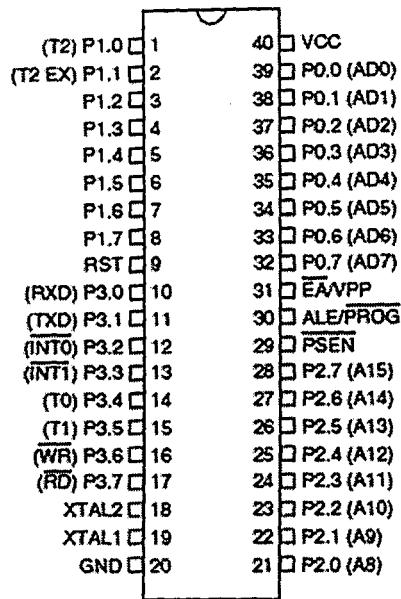 (T2) P1.0 1 40 VCC
(T2 EX) P1.1 2 39 P0.0 (AD0)
P1.2 3 38 P0.1 (AD1)
P1.3 4 37 P0.2 (AD2)
P1.4 5 36 P0.3 (AD3)
P1.5 6 35 P0.4 (AD4)
P1.6 7 34 P0.5 (AD5)
P1.7 8 33 P0.6 (AD6)
RST 9 32 P0.7 (AD7)
(RXD) P3.0 10 31 E̅A̅/VPP
(TXD) P3.1 11 30 ALE/P̅R̅O̅G̅
(I̅N̅T̅0̅) P3.2 12 29 P̅S̅E̅N̅
(I̅N̅T̅1̅) P3.3 13 28 P2.7 (A15)
(T0) P3.4 14 27 P2.6 (A14)
(T1) P3.5 15 26 P2.5 (A13)
(W̅R̅) P3.6 16 25 P2.4 (A12)
(R̅D̅) P3.7 17 24 P2.3 (A11)
XTAL2 18 23 P2.2 (A10)
XTAL1 19 22 P2.1 (A9)
GND 20 21 P2.0 (A8)